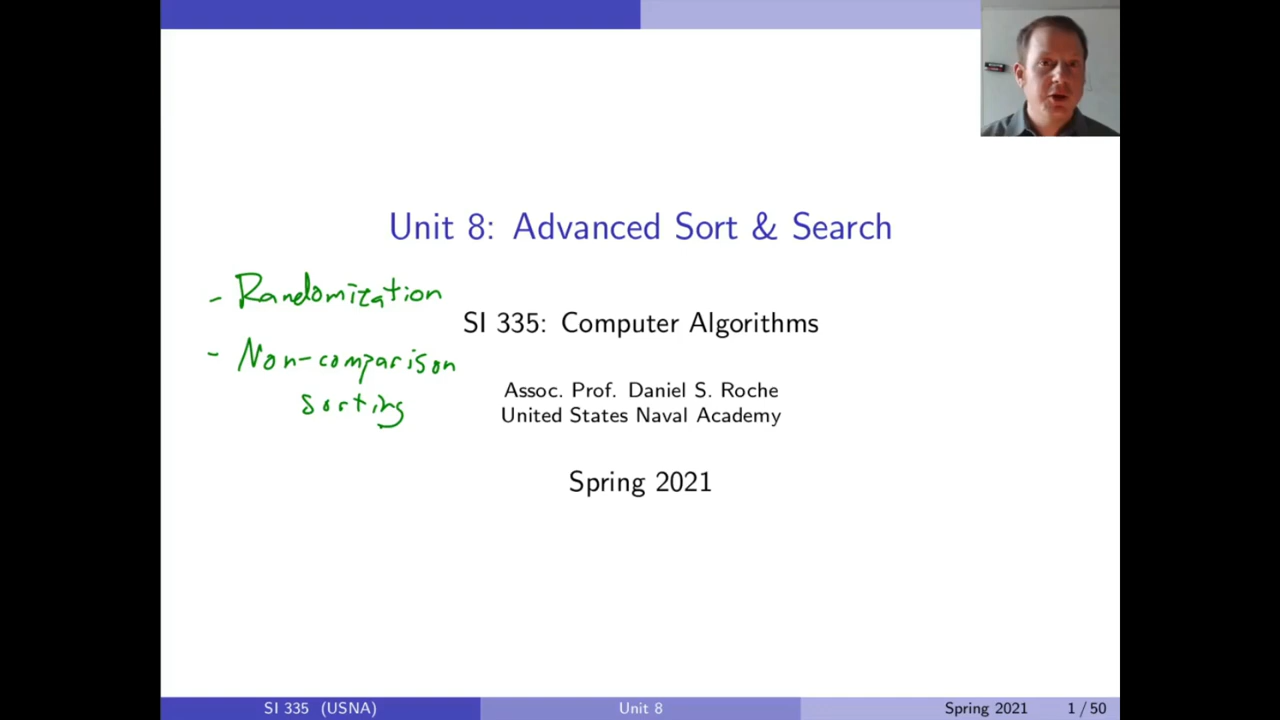 Unit 8: Advanced Sort & Search
- Randomization
SI 335: Computer Algorithms
- Non-comparison
sorting
Assoc. Prof. Daniel S. Roche
United States Naval Academy
Spring 2021
SI 335 (USNA) Unit 8 Spring 2021 1 / 50